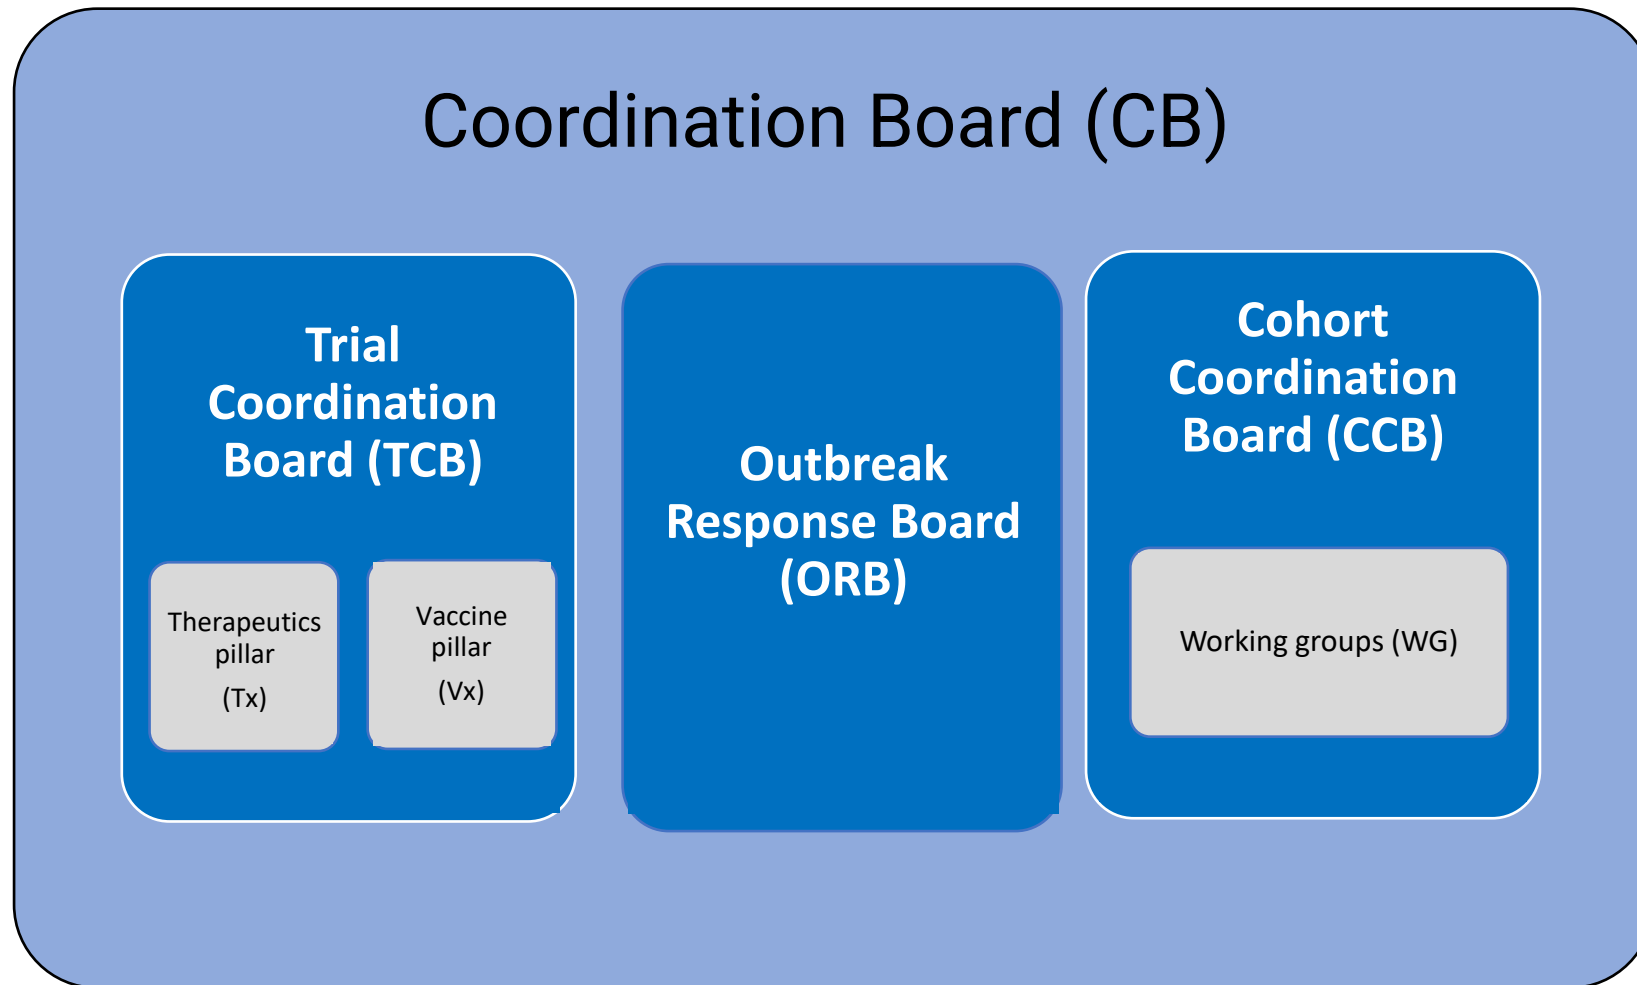 Coordination Board (CB)
Trial
Coordination
Board (TCB)
Therapeutics
pillar
(Tx)
Vaccine
pillar
(Vx)
Outbreak
Response Board
(ORB)
Cohort
Coordination
Board (CCB)
Working groups (WG)